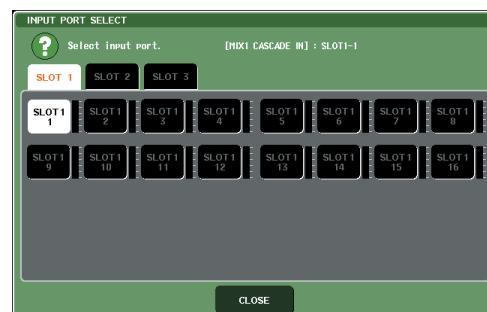 INPUT PORT SELECT
? Select input port. [MIX1 CASCADE IN] : SLOT1-1
SLOT 1 SLOT 2 SLOT 3
SLOT1 1 SLOT1 2 SLOT1 3 SLOT1 4 SLOT1 5 SLOT1 6 SLOT1 7 SLOT1 8
SLOT1 9 SLOT1 10 SLOT1 11 SLOT1 12 SLOT1 13 SLOT1 14 SLOT1 15 SLOT1 16
CLOSE